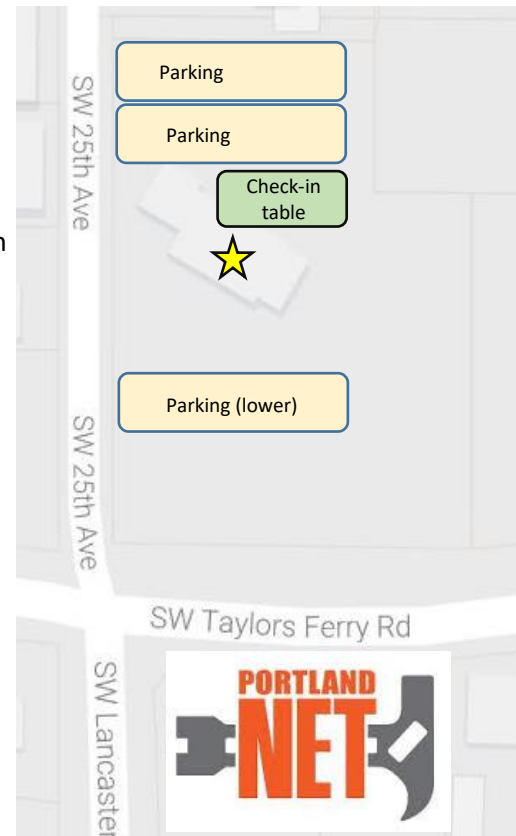 Parking
Parking
SW 25th Ave
Check-in
table
n
Parking (lower)
SW 25th Ave
SW Taylors Ferry Rd
SW Lancaster
PORTLAND
NET